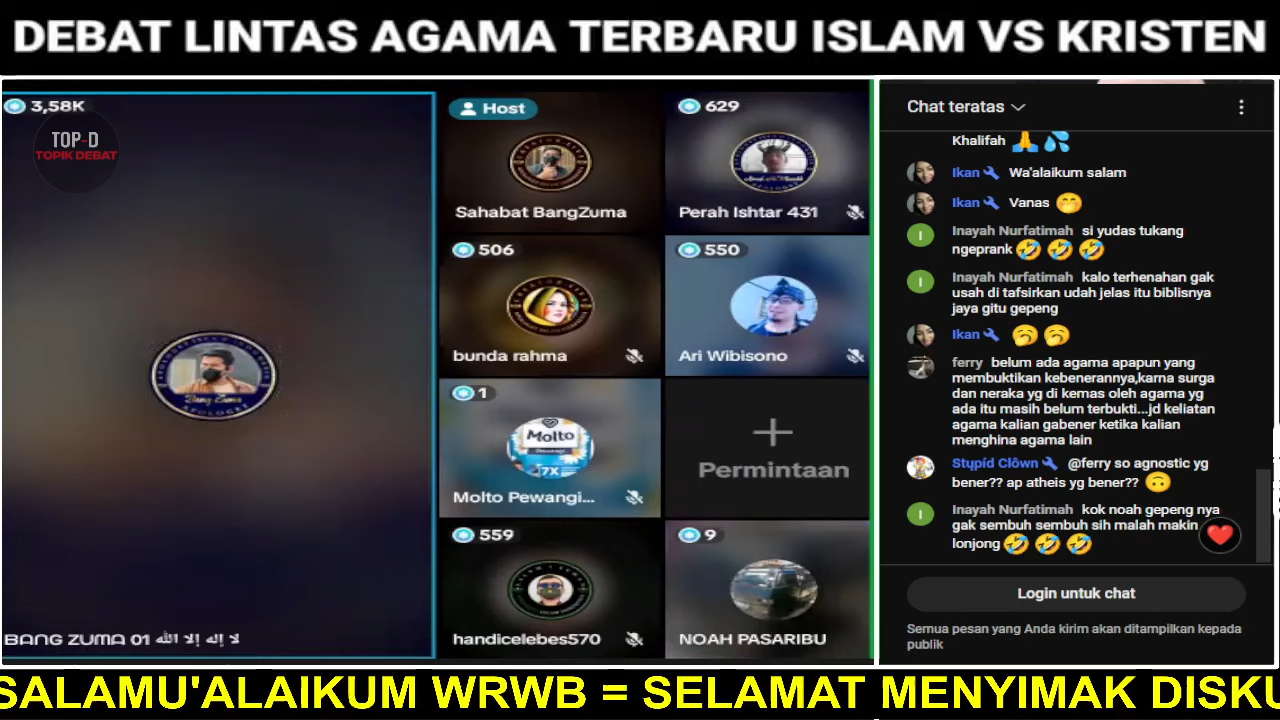 DEBAT LINTAS AGAMA TERBARU ISLAM VS KRISTEN
3,58K
TOP-D
TOPIK DEBAT
BANG ZUMA 01 لا إله إلا الله
Host
Sahabat BangZuma
629
Perah Ishtar 431
506
bunda rahma
550
Ari Wibisono
1
Molto
Pewangi
7X
Molto Pewangi...
Permintaan
559
handicelebes570
9
NOAH PASARIBU
Bang Zuma
APOLOGET
Chat teratas
Khalifah 🙏 💦
Ikan Wa'alaikum salam
Ikan Vanas 🤭
Inayah Nurfatimah si yudas tukang
ngeprank 🤣 🤣 🤣
Inayah Nurfatimah kalo terhenahan gak
usah di tafsirkan udah jelas itu biblisnya
jaya gitu gepeng
Ikan 🥱 🥱
ferry belum ada agama apapun yang
membuktikan kebenerannya,karna surga
dan neraka yg di kemas oleh agama yg
ada itu masih belum terbukti...jd keliatan
agama kalian gabener ketika kalian
menghina agama lain
Stụpíd Clôwn @ferry so agnostic yg
bener?? ap atheis yg bener?? 🙃
Inayah Nurfatimah kok noah gepeng nya
gak sembuh sembuh sih malah makin
lonjong 🤣 🤣 🤣
Login untuk chat
Semua pesan yang Anda kirim akan ditampilkan kepada
publik
SALAMU'ALAIKUM WRWB = SELAMAT MENYIMAK DISKU